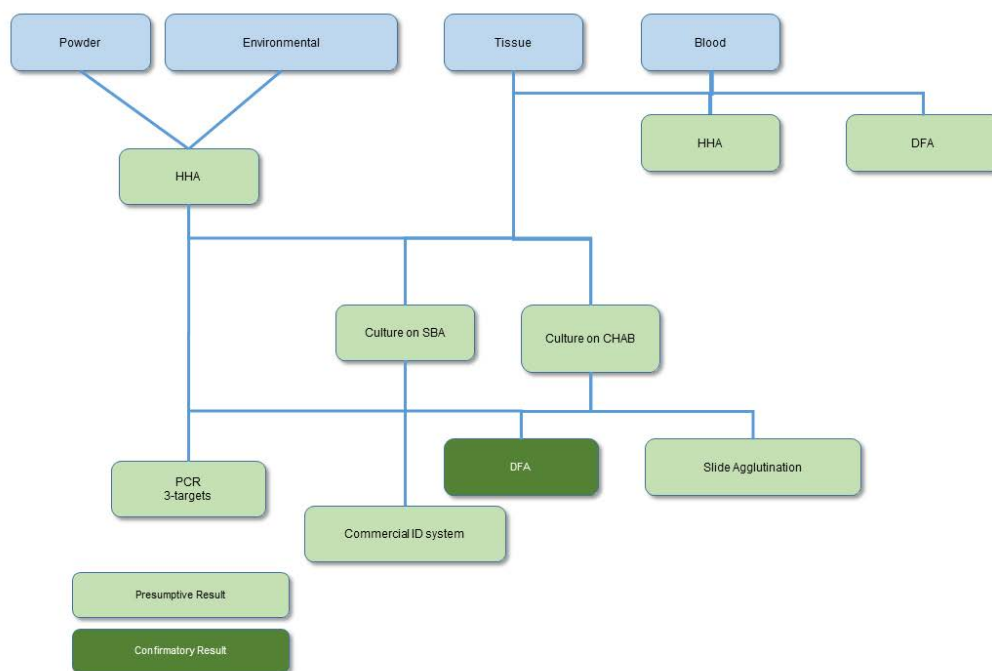 Powder
Environmental
Tissue
Blood
HHA
DFA
HHA
Culture on SBA
Culture on CHAB
DFA
Slide Agglutination
PCR
3-targets
Commercial ID system
Presumptive Result
Confirmatory Result